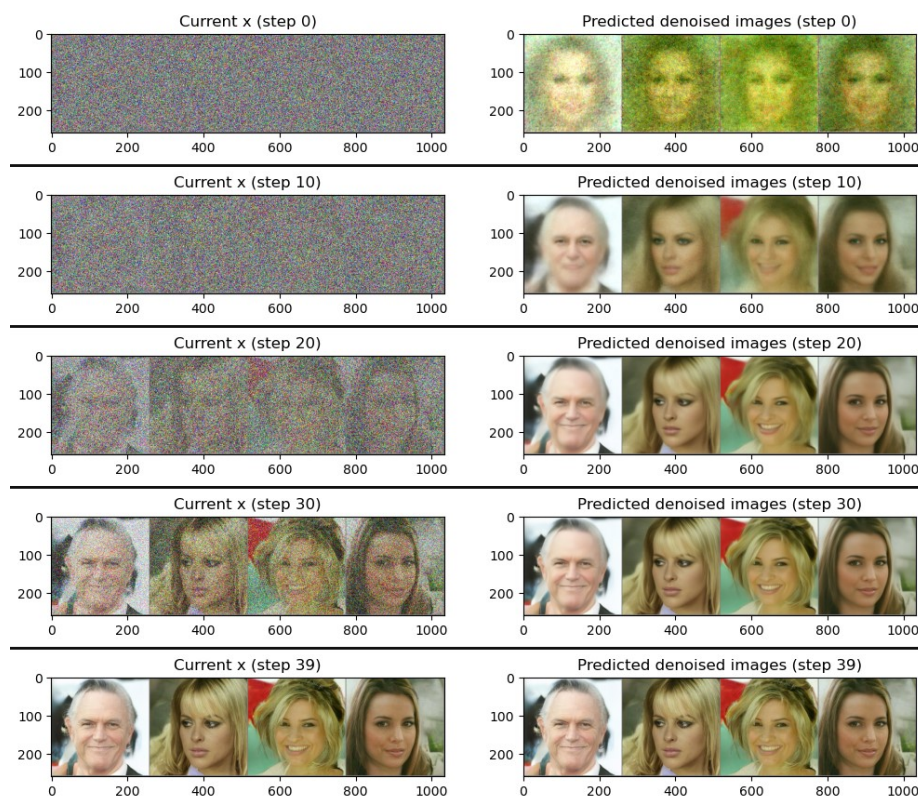 Current x (step 0) Predicted denoised images (step 0)
0 0
100 100
200 200
0 200 400 600 800 1000 0 200 400 600 800 1000
Current x (step 10) Predicted denoised images (step 10)
0 0
100 100
200 200
0 200 400 600 800 1000 0 200 400 600 800 1000
Current x (step 20) Predicted denoised images (step 20)
0 0
100 100
200 200
0 200 400 600 800 1000 0 200 400 600 800 1000
Current x (step 30) Predicted denoised images (step 30)
0 0
100 100
200 200
0 200 400 600 800 1000 0 200 400 600 800 1000
Current x (step 39) Predicted denoised images (step 39)
0 0
100 100
200 200
0 200 400 600 800 1000 0 200 400 600 800 1000